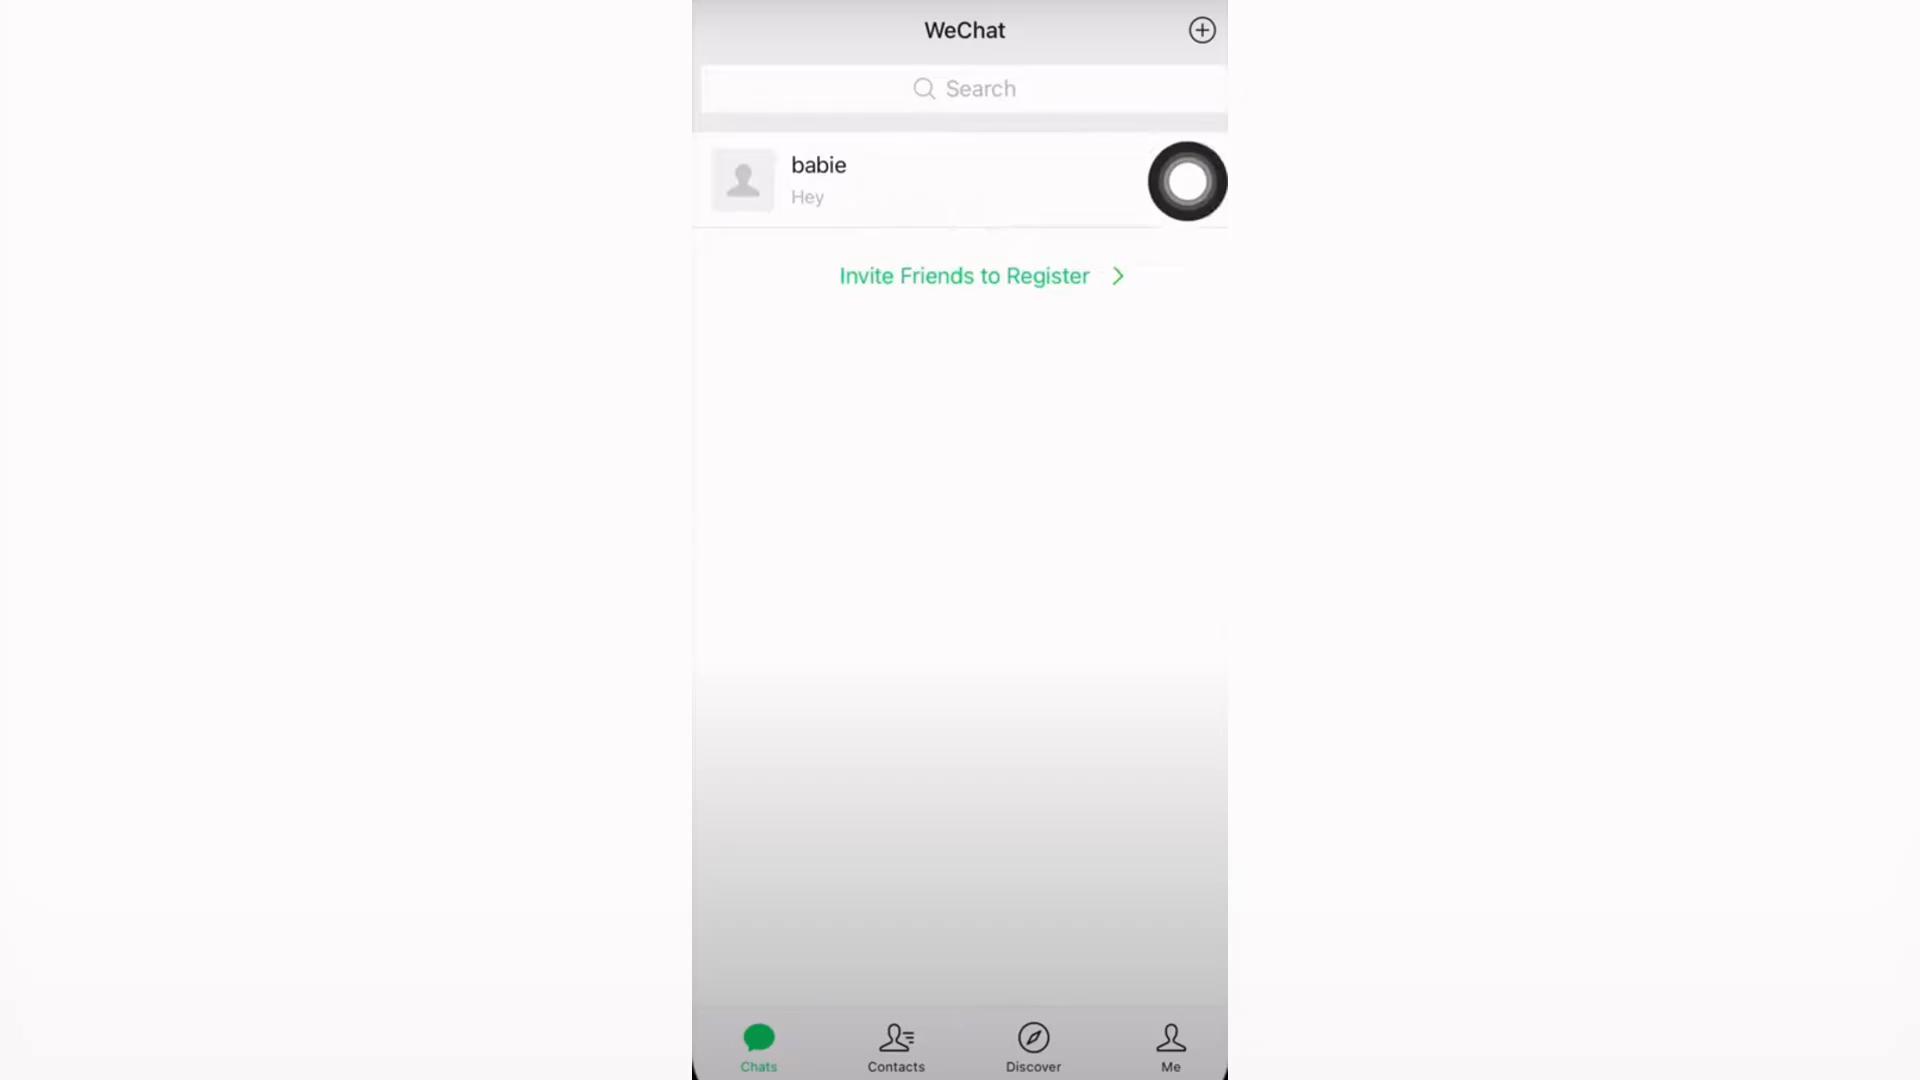 WeChat
Search
babie
Hey
Invite Friends to Register
Chats
Contacts
Discover
Me